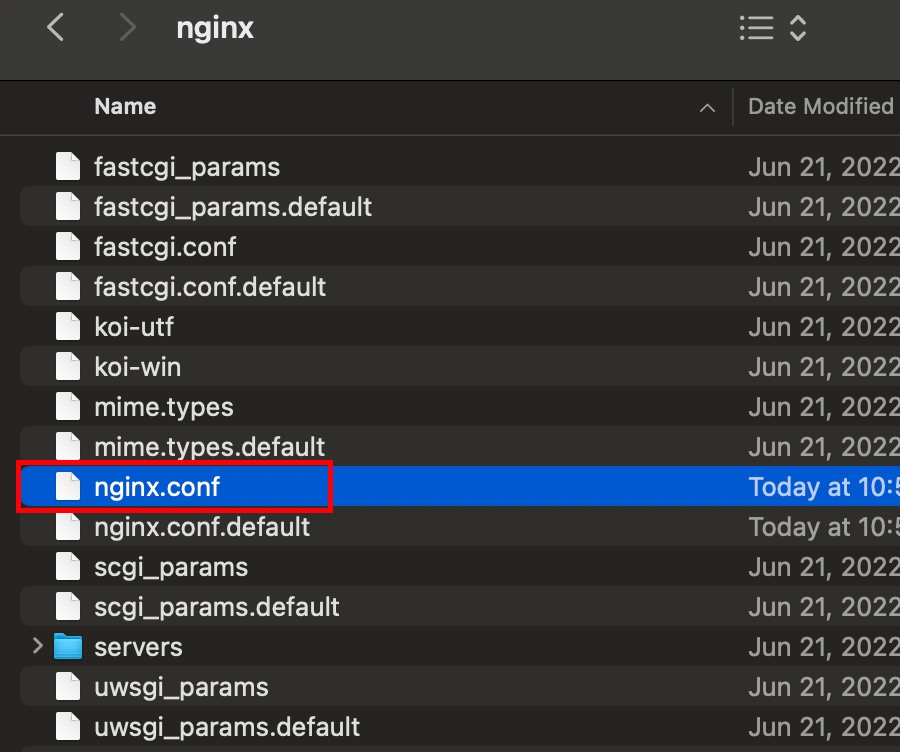 nginx
Name Date Modified
fastcgi_params Jun 21, 2022
fastcgi_params.default Jun 21, 2022
fastcgi.conf Jun 21, 2022
fastcgi.conf.default Jun 21, 2022
koi-utf Jun 21, 2022
koi-win Jun 21, 2022
mime.types Jun 21, 2022
mime.types.default Jun 21, 2022
nginx.conf Today at 10:5
nginx.conf.default Today at 10:5
scgi_params Jun 21, 2022
scgi_params.default Jun 21, 2022
servers Jun 21, 2022
uwsgi_params Jun 21, 2022
uwsgi_params.default Jun 21, 2022